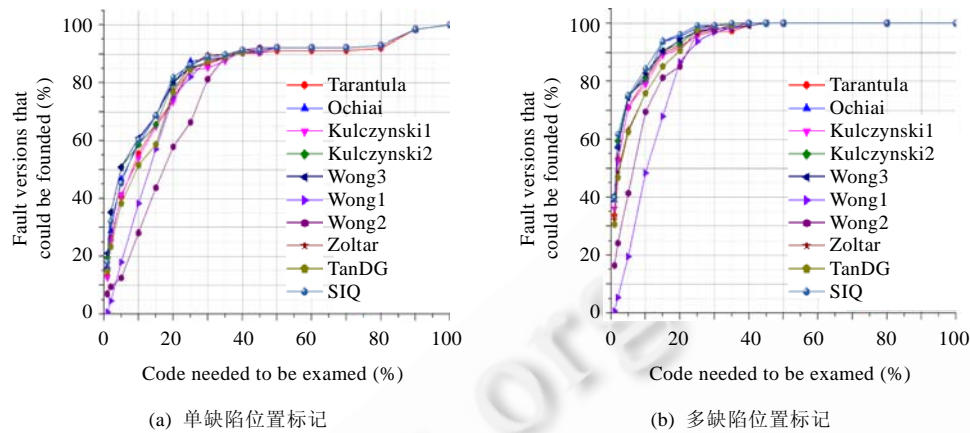 Fault versions that
could be founded (%)
100
80
60
40
20
0
Tarantula
Ochiai
Kulczynski1
Kulczynski2
Wong3
Wong1
Wong2
Zoltar
TanDG
SIQ
0 20 40 60 80 100
Code needed to be examed (%)
(a) 单缺陷位置标记
Fault versions that
could be founded (%)
100
80
60
40
20
0
Tarantula
Ochiai
Kulczynski1
Kulczynski2
Wong3
Wong1
Wong2
Zoltar
TanDG
SIQ
0 20 40 60 80 100
Code needed to be examed (%)
(b) 多缺陷位置标记
org